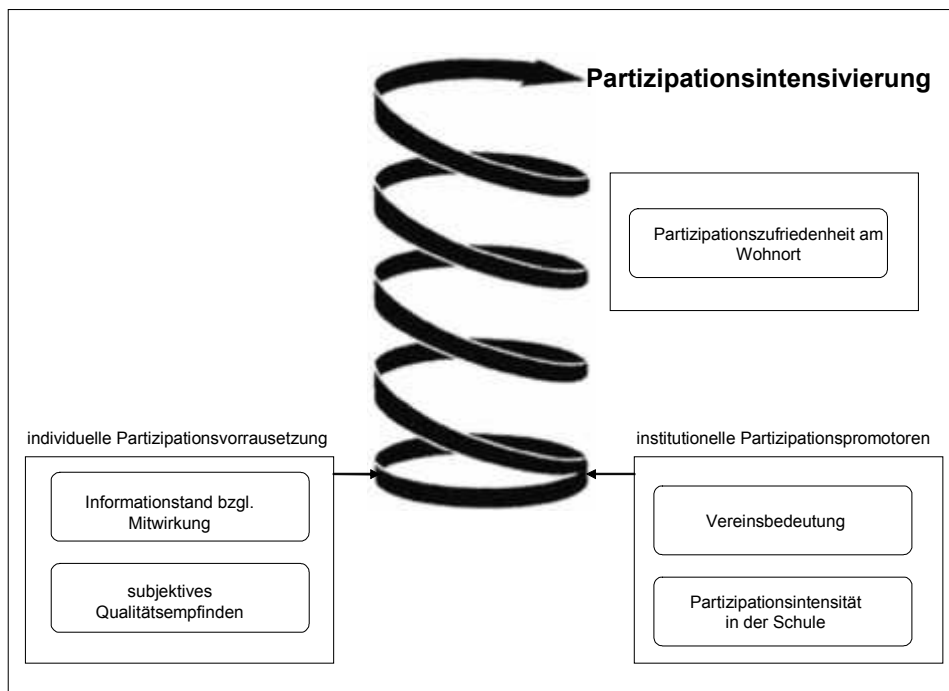 Partizipationsintensivierung
Partizipationszufriedenheit am
Wohnort
individuelle Partizipationsvorrausetzung
Informationstand bzgl.
Mitwirkung
subjektives
Qualitätsempfinden
institutionelle Partizipationspromotoren
Vereinsbedeutung
Partizipationsintensität
in der Schule